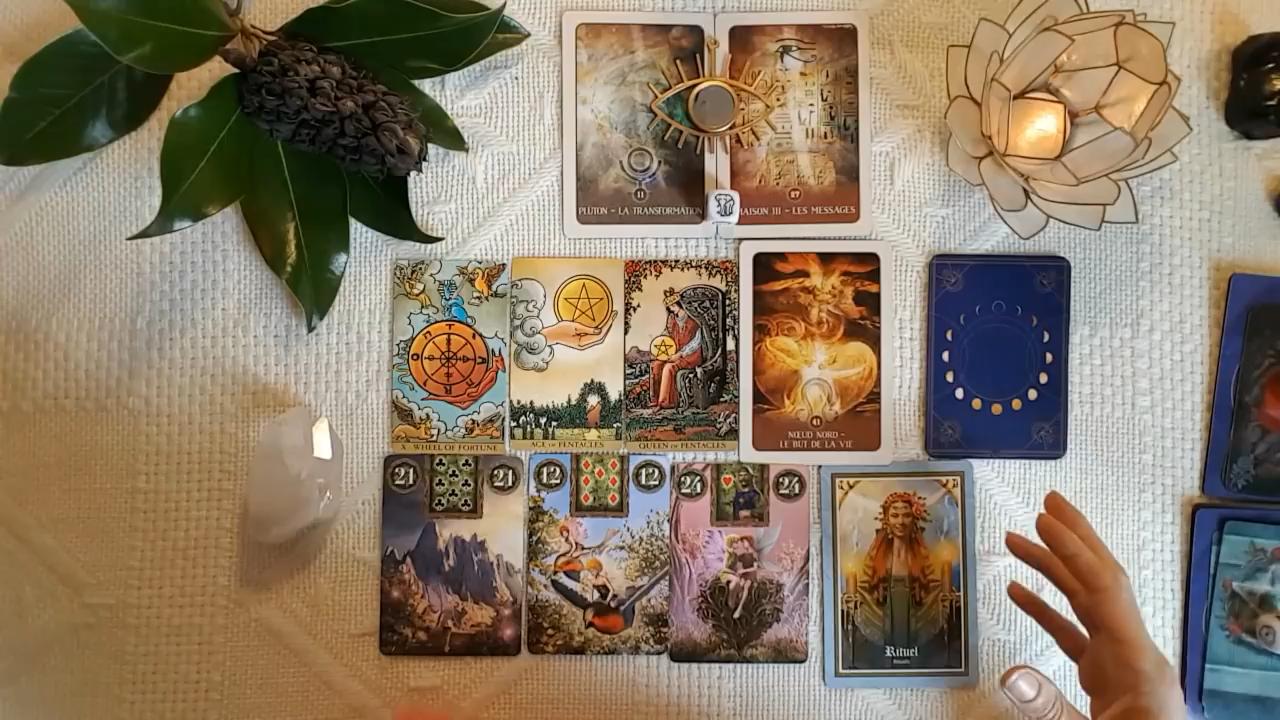 11
PLUTON - LA TRANSFORMATION
27
MAISON III - LES MESSAGES
X WHEEL OF FORTUNE
ACE OF PENTACLES
QUEEN OF PENTACLES
41
NŒUD NORD -
LE BUT DE LA VIE
21
21
12
12
24
24
Rituel